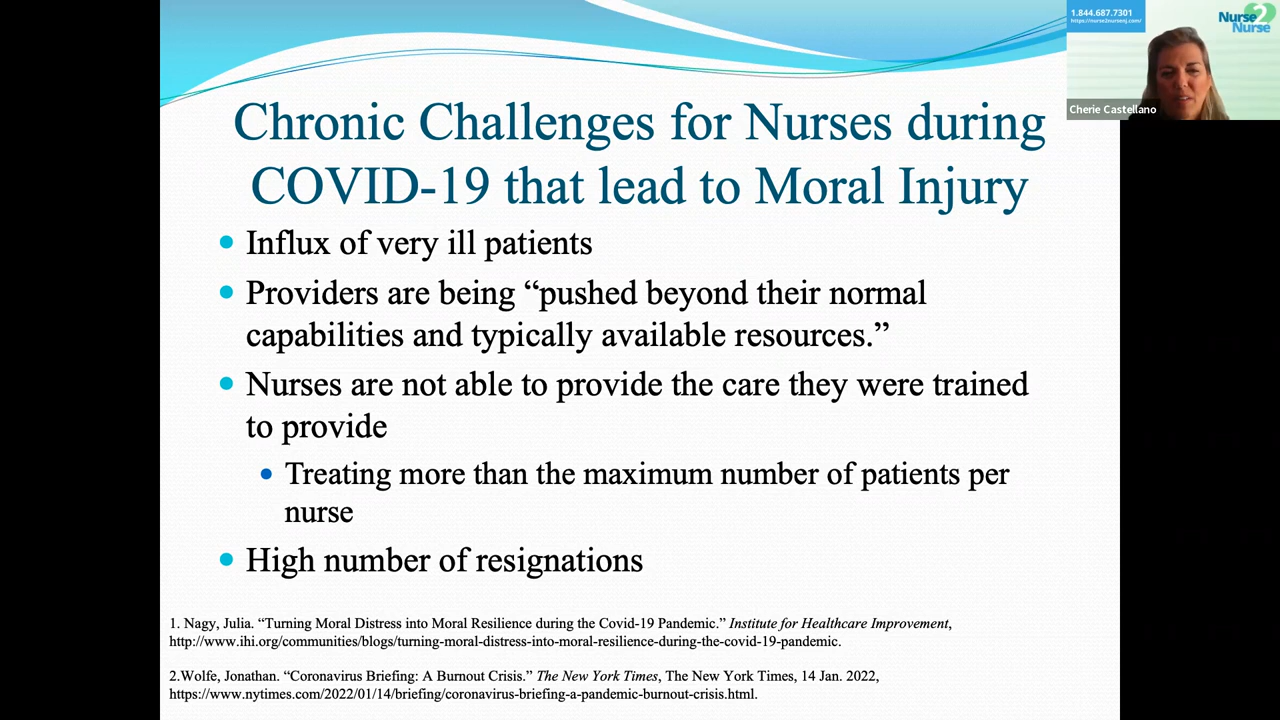 1.844.687.7301
https://nurse2nursenj.com/
Nurse2
Nurse
Cherie Castellano
Chronic Challenges for Nurses during
COVID-19 that lead to Moral Injury
Influx of very ill patients
Providers are being “pushed beyond their normal
capabilities and typically available resources.”
Nurses are not able to provide the care they were trained
to provide
Treating more than the maximum number of patients per
nurse
High number of resignations
1. Nagy, Julia. “Turning Moral Distress into Moral Resilience during the Covid-19 Pandemic.” Institute for Healthcare Improvement,
http://www.ihi.org/communities/blogs/turning-moral-distress-into-moral-resilience-during-the-covid-19-pandemic.
2.Wolfe, Jonathan. “Coronavirus Briefing: A Burnout Crisis.” The New York Times, The New York Times, 14 Jan. 2022,
https://www.nytimes.com/2022/01/14/briefing/coronavirus-briefing-a-pandemic-burnout-crisis.html.